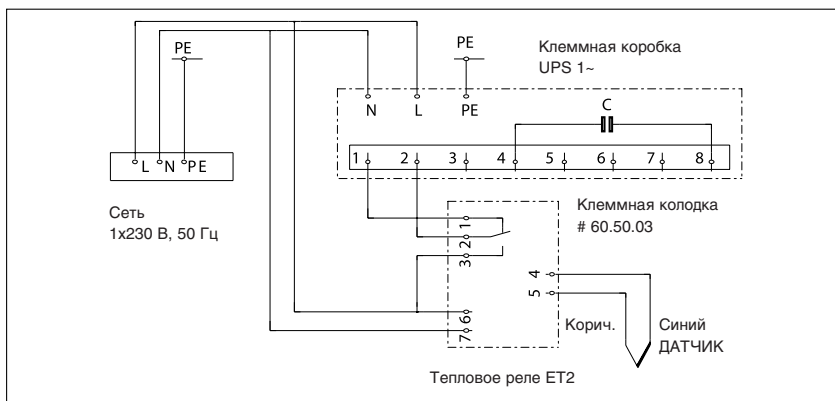 PE
PE
Клеммная коробка
UPS 1~
N L PE
C
1 2 3 4 5 6 7 8
L N PE
Сеть
1x230 В, 50 Гц
Клеммная колодка
# 60.50.03
1
2
3
4
5
6
7
Корич.
Синий
ДАТЧИК
Тепловое реле ET2